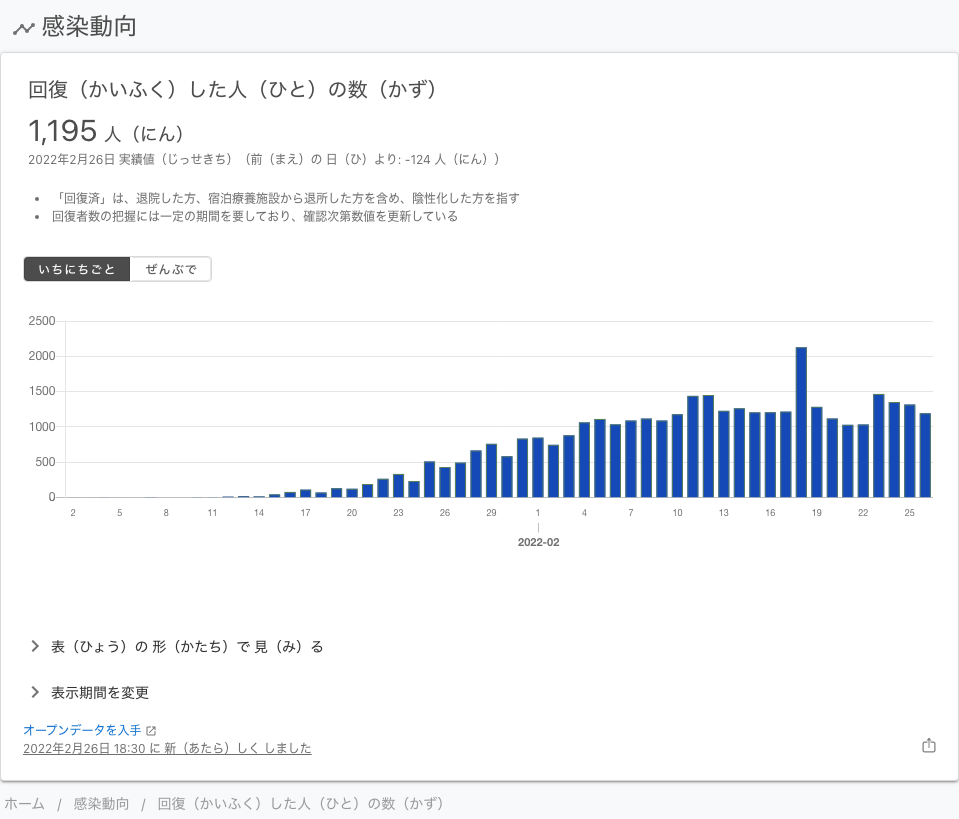 感染動向
回復（かいふく）した人（ひと）の数（かず）
1,195 人（にん）
2022年2月26日 実績値（じっせきち）（前（まえ）の 日（ひ）より: -124 人（にん））
• 「回復済」は、退院した方、宿泊療養施設から退所した方を含め、陰性化した方を指す
• 回復者数の把握には一定の期間を要しており、確認次第数値を更新している
いちにちごと ぜんぶで
2500
2000
1500
1000
500
0
2 5 8 11 14 17 20 23 26 29 1 4 7 10 13 16 19 22 25
2022-02
表（ひょう）の 形（かたち）で 見（み）る
表示期間を変更
オープンデータを入手
2022年2月26日 18:30 に 新（あたら）しく しました
ホーム / 感染動向 / 回復（かいふく）した人（ひと）の数（かず）